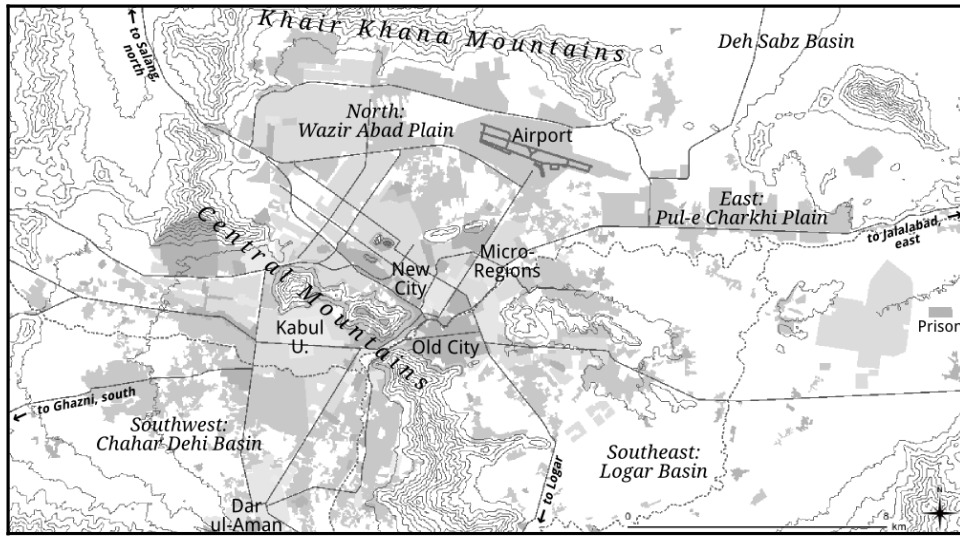 Khair Khana Mountains
Deh Sabz Basin
← to Salang,
north
North:
Wazir Abad Plain
Airport
East:
Pul-e Charkhi Plain
to Jalalabad, →
east
Central Mountains
Micro-
Regions
New
City
Prison
Kabul
U.
Old City
← to Ghazni, south
Southwest:
Chahar Dehi Basin
Southeast:
Logar Basin
← to Logar
Dar
ul-Aman
N
0 8
km